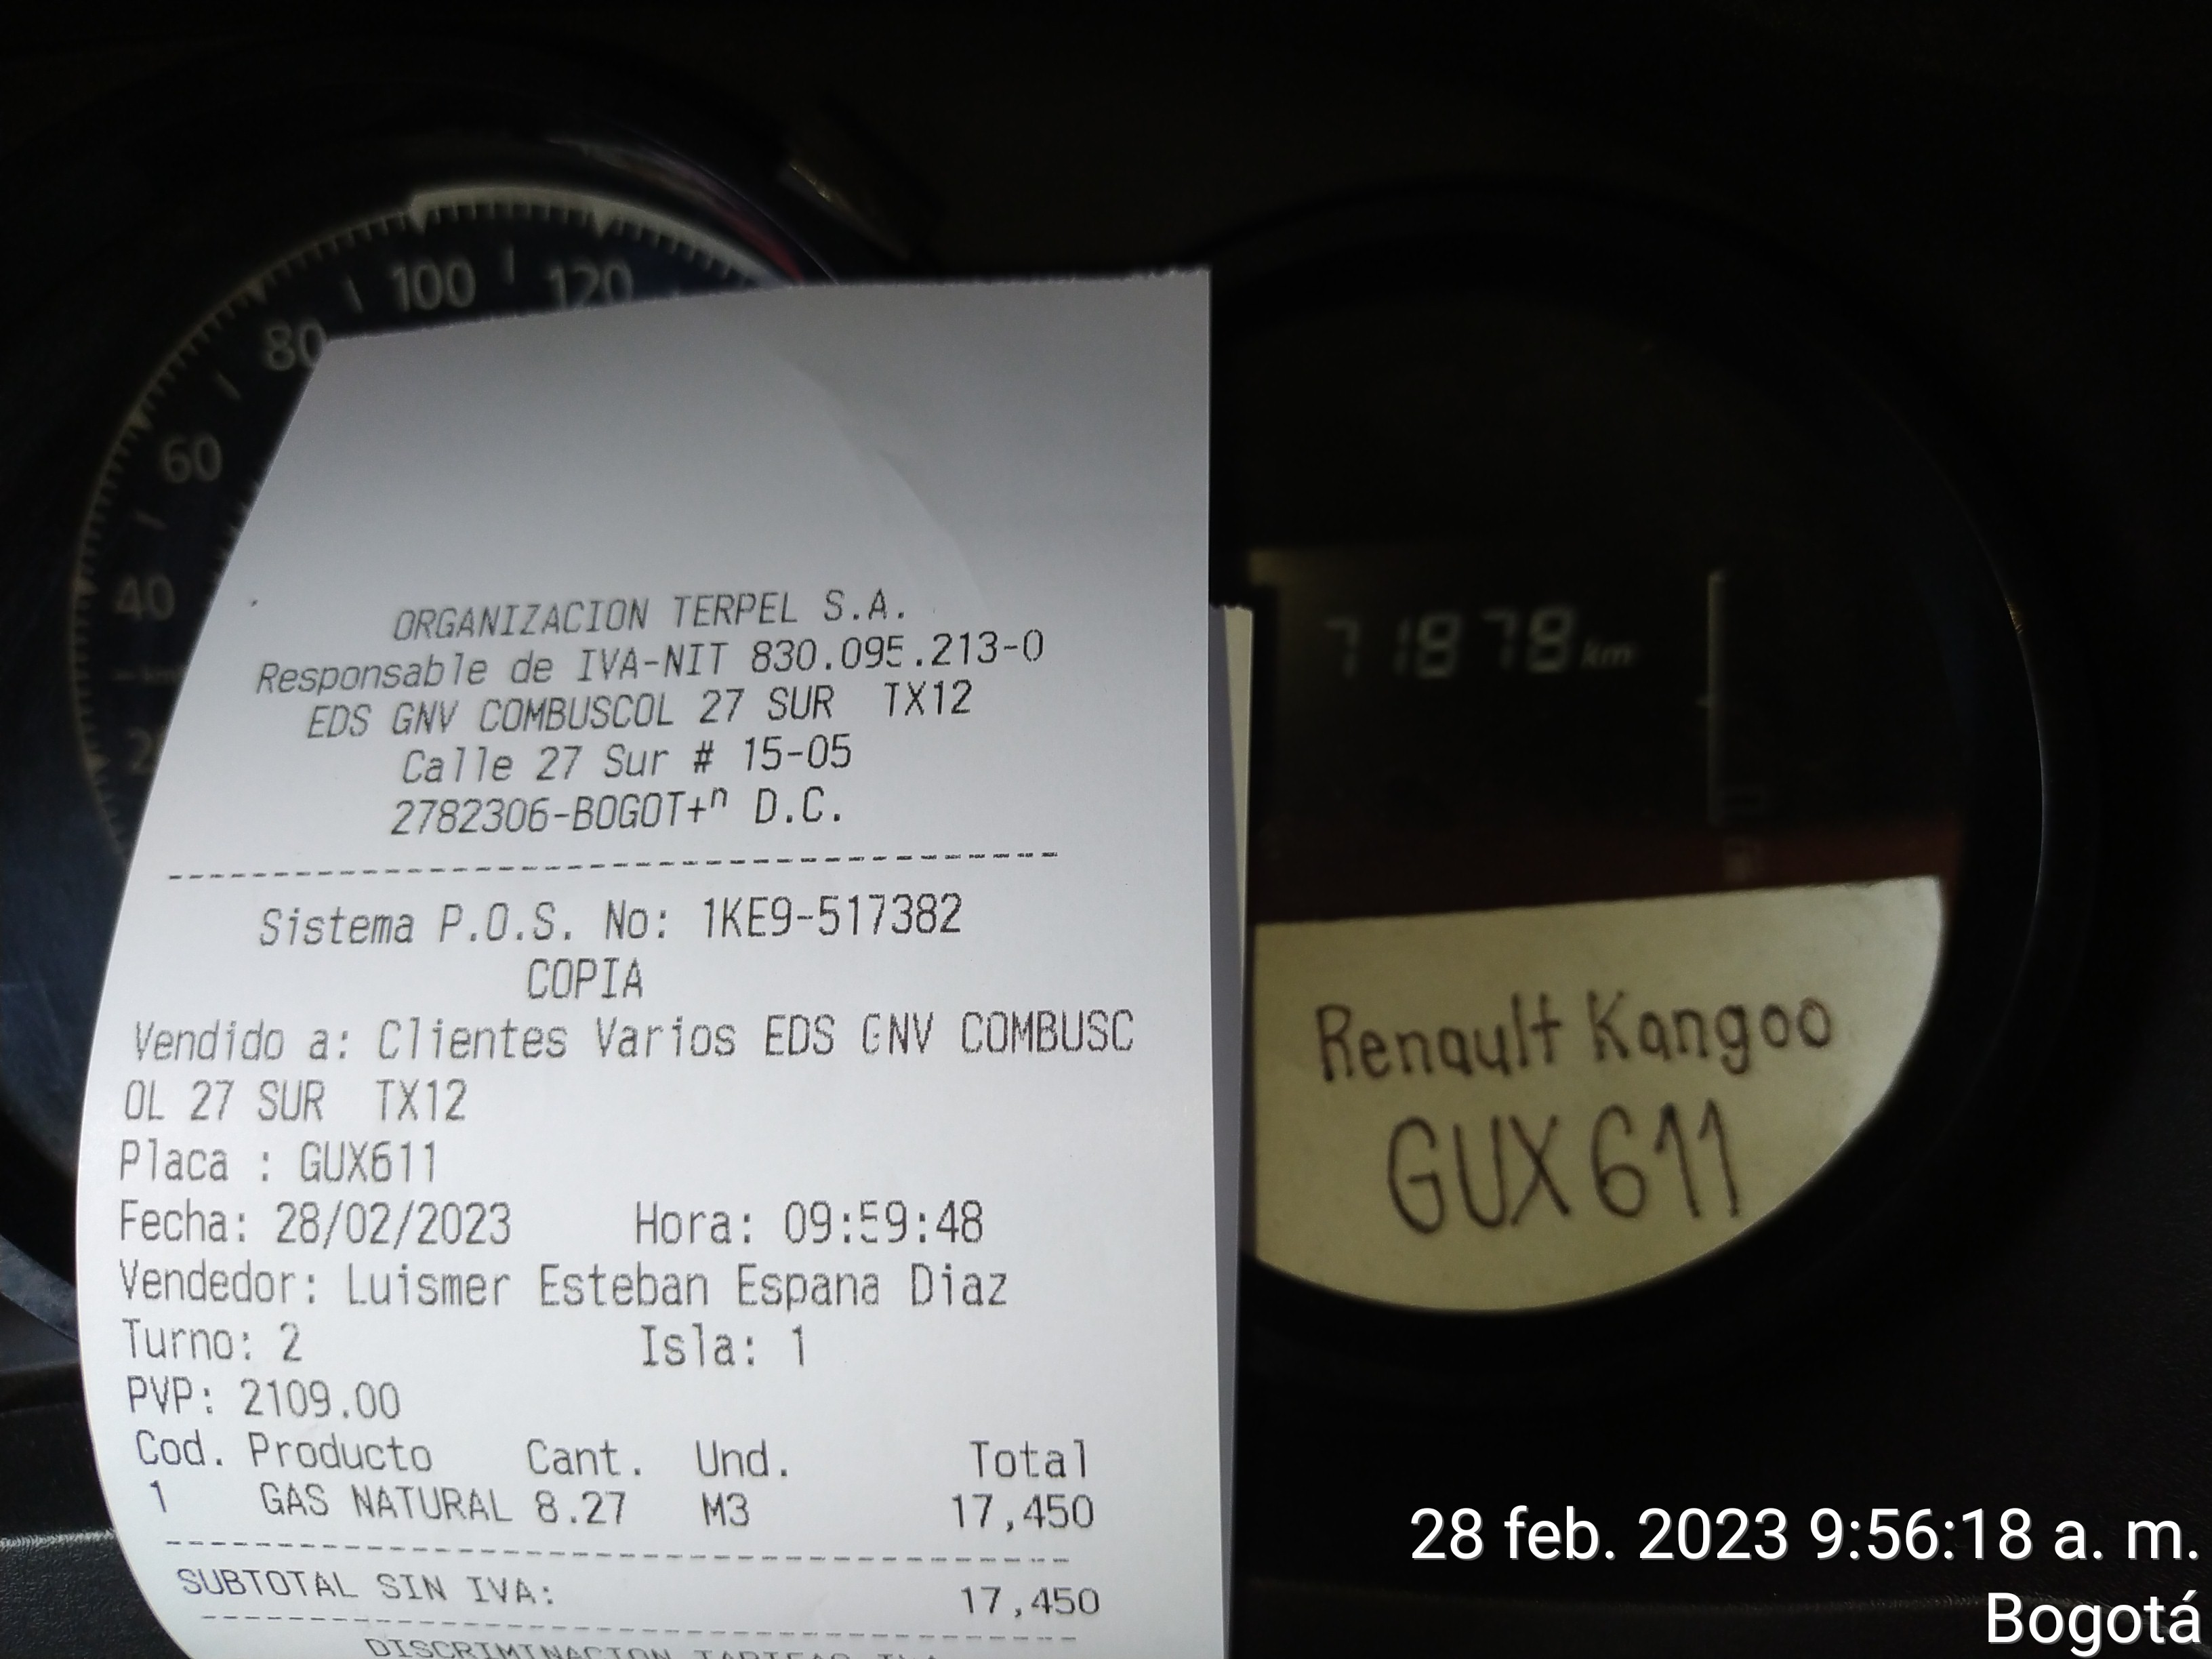 100 120
80
60
40
ORGANIZACION TERPEL S.A.
Responsable de IVA-NIT 830.095.213-0
EDS GNV COMBUSCOL 27 SUR TX12
Calle 27 Sur # 15-05
2782306-BOGOT+ⁿ D.C.
Sistema P.O.S. No: 1KE9-517382
COPIA
Vendido a: Clientes Varios EDS GNV COMBUSC
OL 27 SUR TX12
Placa : GUX611
Fecha: 28/02/2023 Hora: 09:59:48
Vendedor: Luismer Esteban Espana Diaz
Turno: 2 Isla: 1
PVP: 2109.00
Cod. Producto Cant. Und. Total
1 GAS NATURAL 8.27 M3 17,450
SUBTOTAL SIN IVA: 17,450
71878 km
Renault Kangoo
GUX611
28 feb. 2023 9:56:18 a. m.
Bogotá